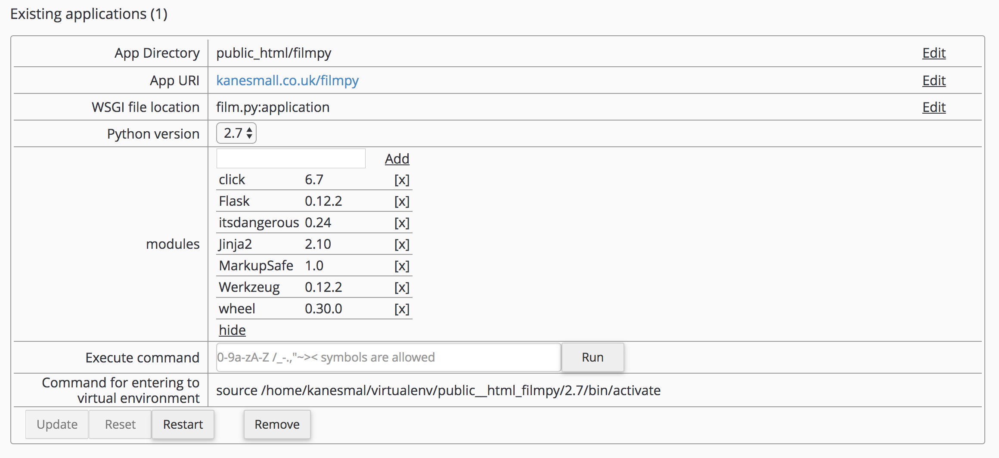 Existing applications (1)
App Directory public_html/filmpy Edit
App URI kanesmall.co.uk/filmpy Edit
WSGI file location film.py:application Edit
Python version 2.7
Add
click 6.7 [x]
Flask 0.12.2 [x]
itsdangerous 0.24 [x]
modules Jinja2 2.10 [x]
MarkupSafe 1.0 [x]
Werkzeug 0.12.2 [x]
wheel 0.30.0 [x]
hide
Execute command 0-9a-zA-Z /_-.,"~>< symbols are allowed Run
Command for entering to
virtual environment source /home/kanesmal/virtualenv/public__html_filmpy/2.7/bin/activate
Update Reset Restart Remove